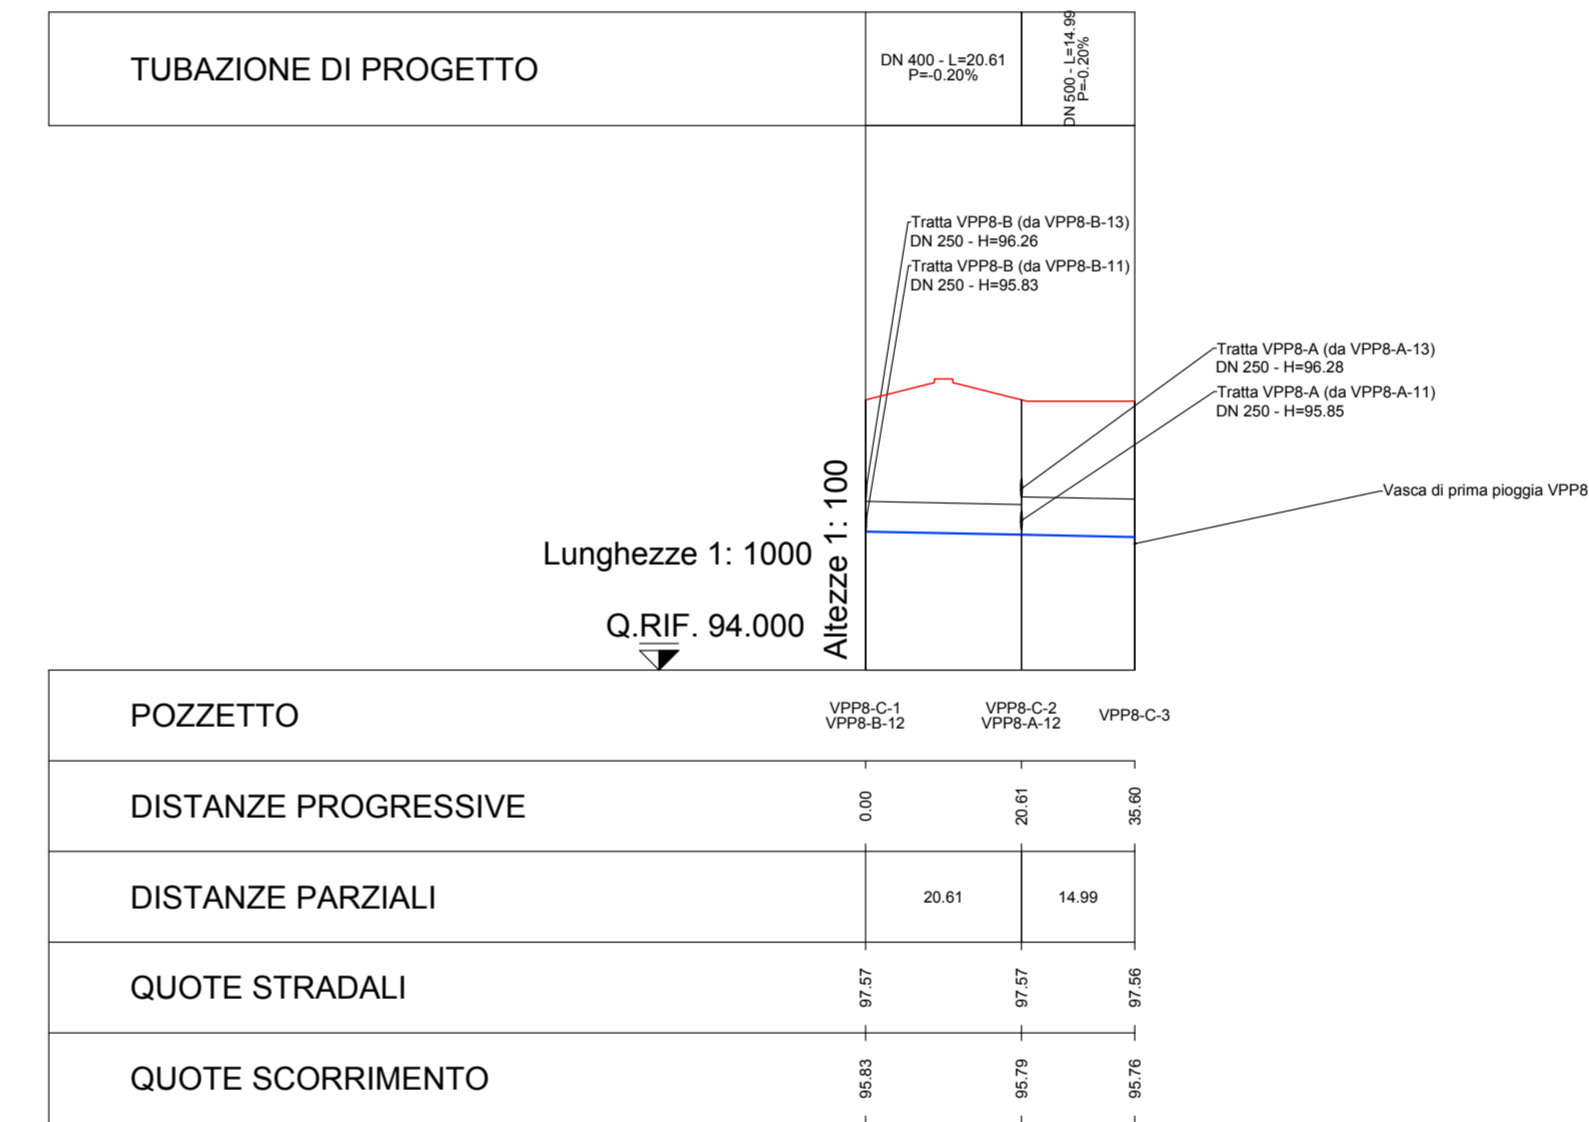 TUBAZIONE DI PROGETTO
DN 400 - L=20.61
P=-0.20%
DN 500 - L=14.99
P=-0.20%
Tratta VPP8-B (da VPP8-B-13)
DN 250 - H=96.26
Tratta VPP8-B (da VPP8-B-11)
DN 250 - H=95.83
Tratta VPP8-A (da VPP8-A-13)
DN 250 - H=96.28
Tratta VPP8-A (da VPP8-A-11)
DN 250 - H=95.85
Vasca di prima pioggia VPP8
Lunghezze 1: 1000
Altezze 1: 100
Q.RIF. 94.000
POZZETTO
VPP8-C-1
VPP8-B-12
VPP8-C-2
VPP8-A-12
VPP8-C-3
DISTANZE PROGRESSIVE
0.00
20.61
35.60
DISTANZE PARZIALI
20.61
14.99
QUOTE STRADALI
97.57
97.57
97.56
QUOTE SCORRIMENTO
95.83
95.79
95.76